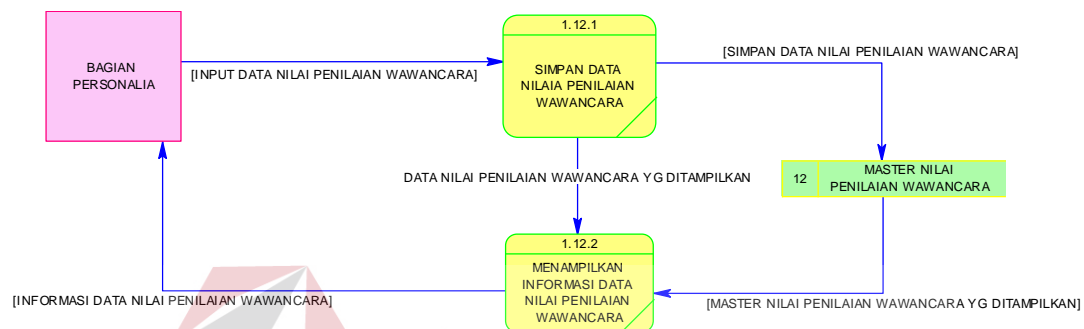 1.12.1
BAGIAN
PERSONALIA
[INPUT DATA NILAI PENILAIAN WAWANCARA]
SIMPAN DATA
NILAIA PENILAIAN
WAWANCARA
[SIMPAN DATA NILAI PENILAIAN WAWANCARA]
DATA NILAI PENILAIAN WAWANCARA YG DITAMPILKAN
12
MASTER NILAI
PENILAIAN WAWANCARA
1.12.2
MENAMPILKAN
INFORMASI DATA
NILAI PENILAIAN
WAWANCARA
[INFORMASI DATA NILAI PENILAIAN WAWANCARA]
[MASTER NILAI PENILAIAN WAWANCARA YG DITAMPILKAN]